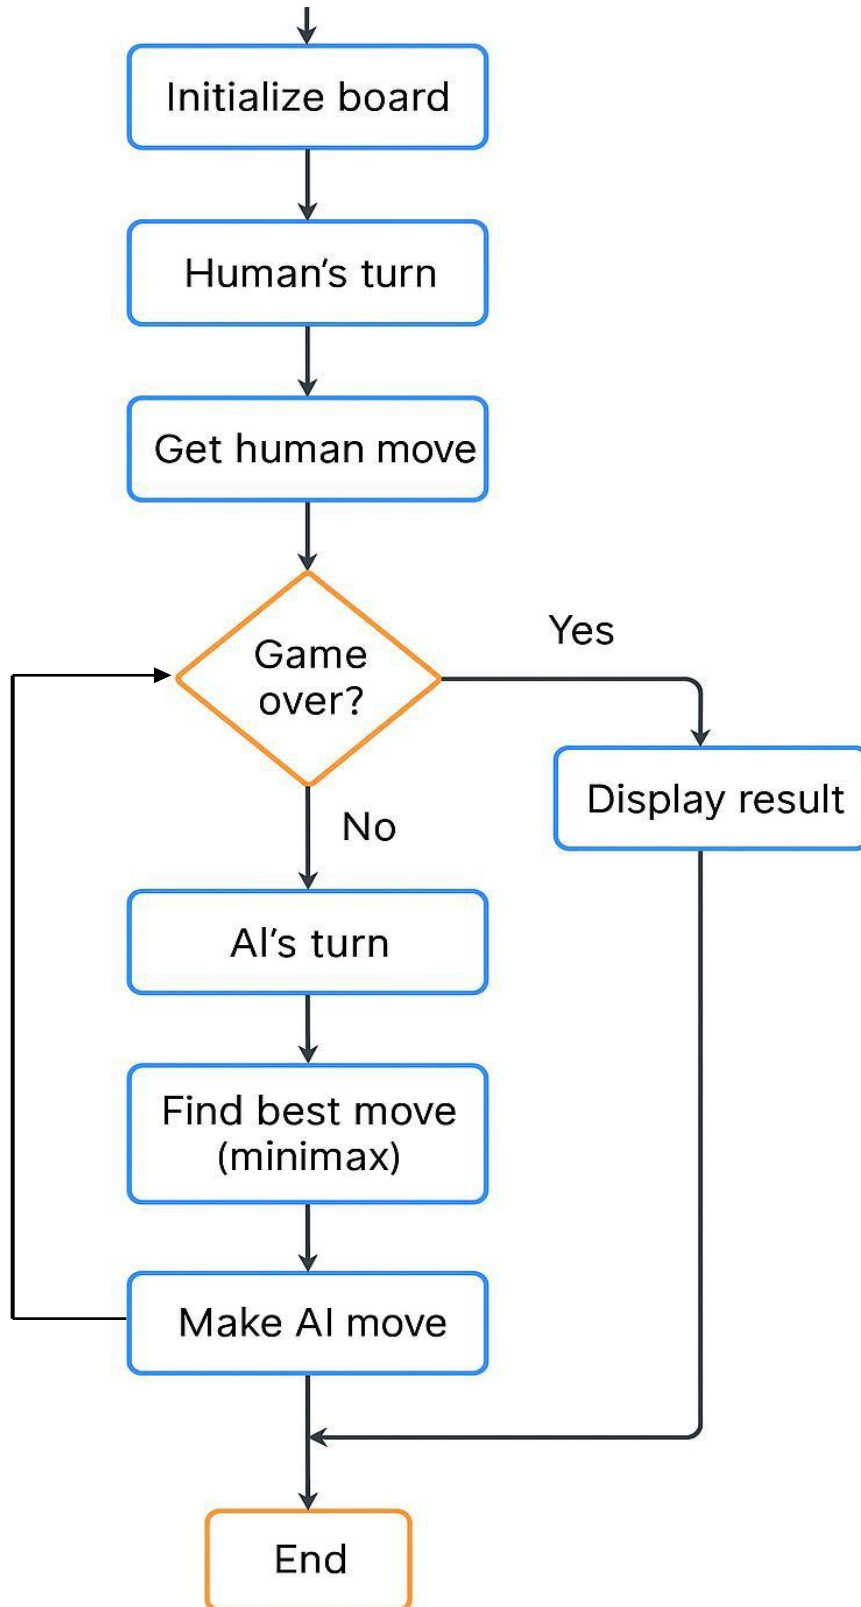 Initialize board
Human's turn
Get human move
Game
over?
Yes
No
Display result
AI's turn
Find best move
(minimax)
Make AI move
End